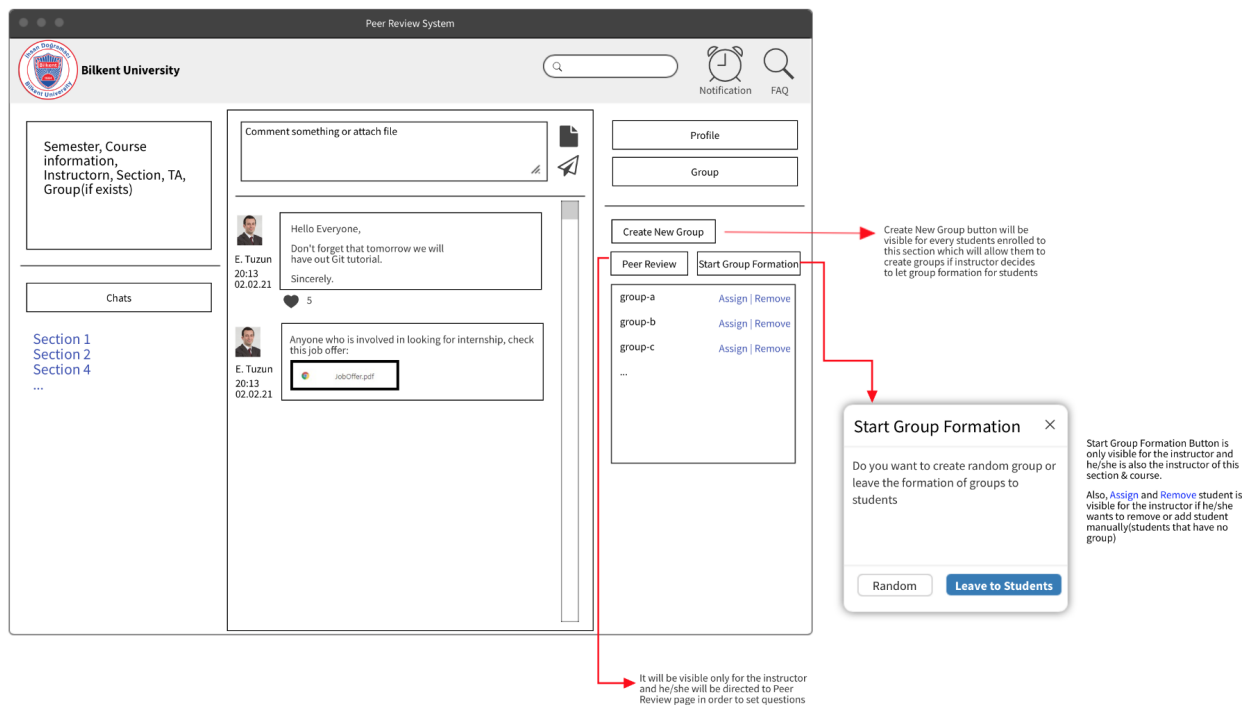 Peer Review System
İhsan Doğramacı
Bilkent
Bilkent University
Bilkent University
Notification
FAQ
Semester, Course
information,
Instructorn, Section, TA,
Group(if exists)
Chats
Section 1
Section 2
Section 4
...
Comment something or attach file
E. Tuzun
20:13
02.02.21
Hello Everyone,
Don't forget that tomorrow we will
have out Git tutorial.
Sincerely.
5
E. Tuzun
20:13
02.02.21
Anyone who is involved in looking for internship, check
this job offer:
JobOffer.pdf
Profile
Group
Create New Group
Peer Review
Start Group Formation
group-a Assign | Remove
group-b Assign | Remove
group-c Assign | Remove
...
Create New Group button will be
visible for every students enrolled to
this section which will allow them to
create groups if instructor decides
to let group formation for students
Start Group Formation
Do you want to create random group or
leave the formation of groups to
students
Random
Leave to Students
Start Group Formation Button is
only visible for the instructor and
he/she is also the instructor of this
section & course.
Also, Assign and Remove student is
visible for the instructor if he/she
wants to remove or add student
manually(students that have no
group)
It will be visible only for the instructor
and he/she will be directed to Peer
Review page in order to set questions